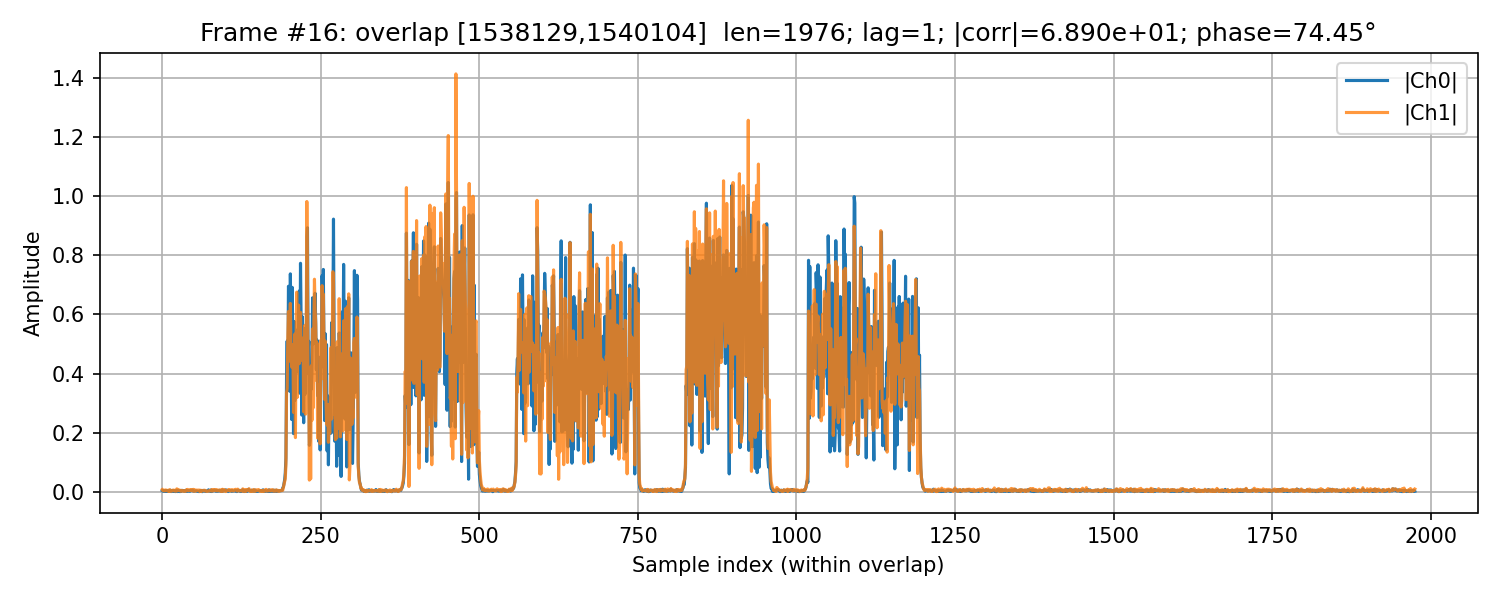 Frame #16: overlap [1538129,1540104]  len=1976; lag=1; |corr|=6.890e+01; phase=74.45°
|Ch0|
|Ch1|
Amplitude
1.4
1.2
1.0
0.8
0.6
0.4
0.2
0.0
0 250 500 750 1000 1250 1500 1750 2000
Sample index (within overlap)